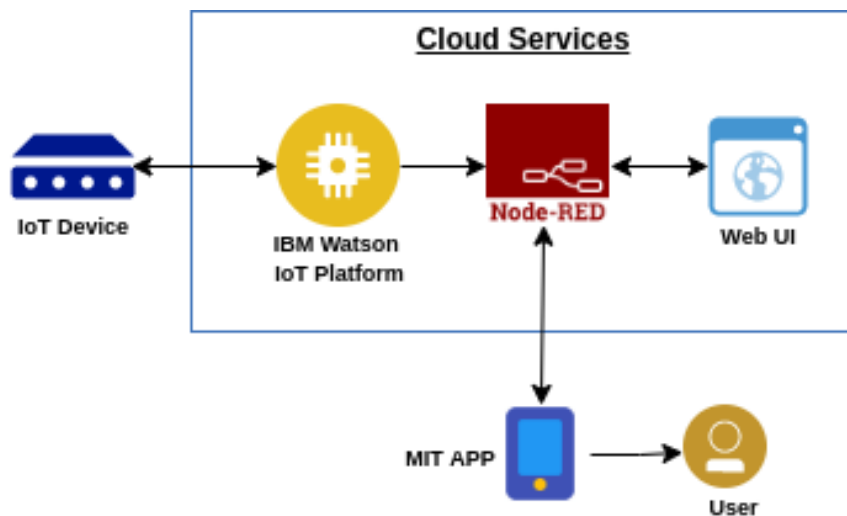 Cloud Services
IoT Device
IBM Watson
IoT Platform
Node-RED
Web UI
MIT APP
User